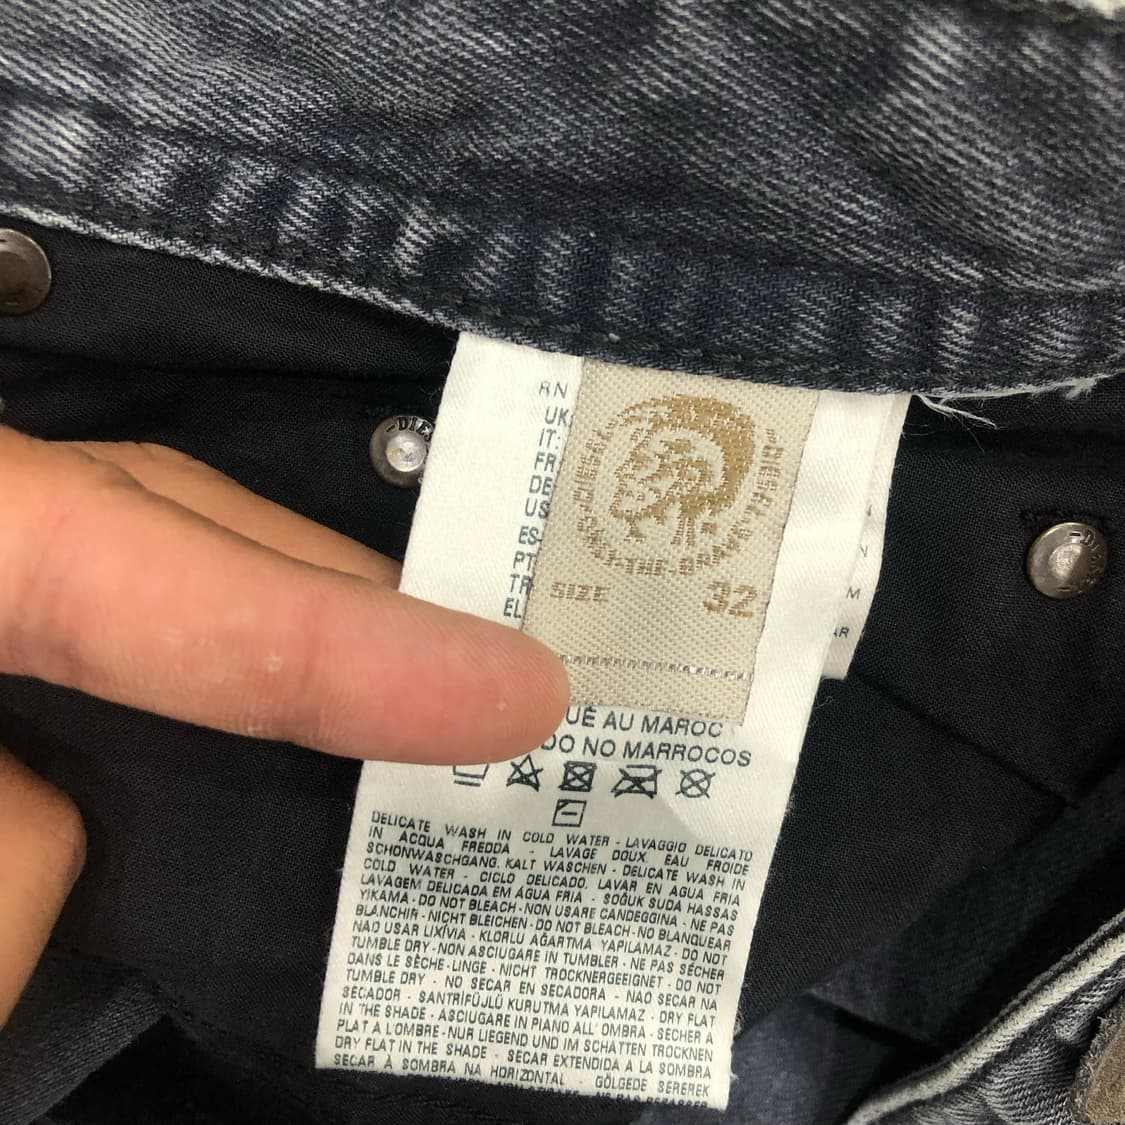 RN
UK
IT:
FR
DE
US
ES-
PT
TR
EL
DIESEL
DIESEL
SIZE 32
UÉ AU MAROC
DO NO MARROCOS
DELICATE WASH IN COLD WATER - LAVAGGIO DELICATO
IN ACQUA FREDDA - LAVAGE DOUX, EAU FROIDE
SCHONWASCHGANG, KALT WASCHEN - DELICATE WASH IN
COLD WATER - CICLO DELICADO, LAVAR EN AGUA FRIA
LAVAGEM DELICADA EM ÁGUA FRIA - SOĞUK SUDA HASSAS
YIKAMA - DO NOT BLEACH - NON USARE CANDEGGINA - NE PAS
BLANCHIR - NICHT BLEICHEN - DO NOT BLEACH - NO BLANQUEAR
NÃO USAR LIXÍVIA - KLORLU AĞARTMA YAPILAMAZ - DO NOT
TUMBLE DRY - NON ASCIUGARE IN TUMBLER - NE PAS SÉCHER
DANS LE SÈCHE-LINGE - NICHT TROCKNERGEEIGNET - DO NOT
TUMBLE DRY - NO SECAR EN SECADORA - NAO SECAR NA
SECADOR - SANTRİFÜJLÜ KURUTMA YAPILAMAZ - DRY FLAT
IN THE SHADE - ASCIUGARE IN PIANO ALL' OMBRA - SÉCHER A
PLAT A L'OMBRE - NUR LIEGEND UND IM SCHATTEN TROCKNEN
DRY FLAT IN THE SHADE - SECAR EXTENDIDA A LA SOMBRA
SECAR À SOMBRA NA HORIZONTAL - GÖLGEDE SEREREK